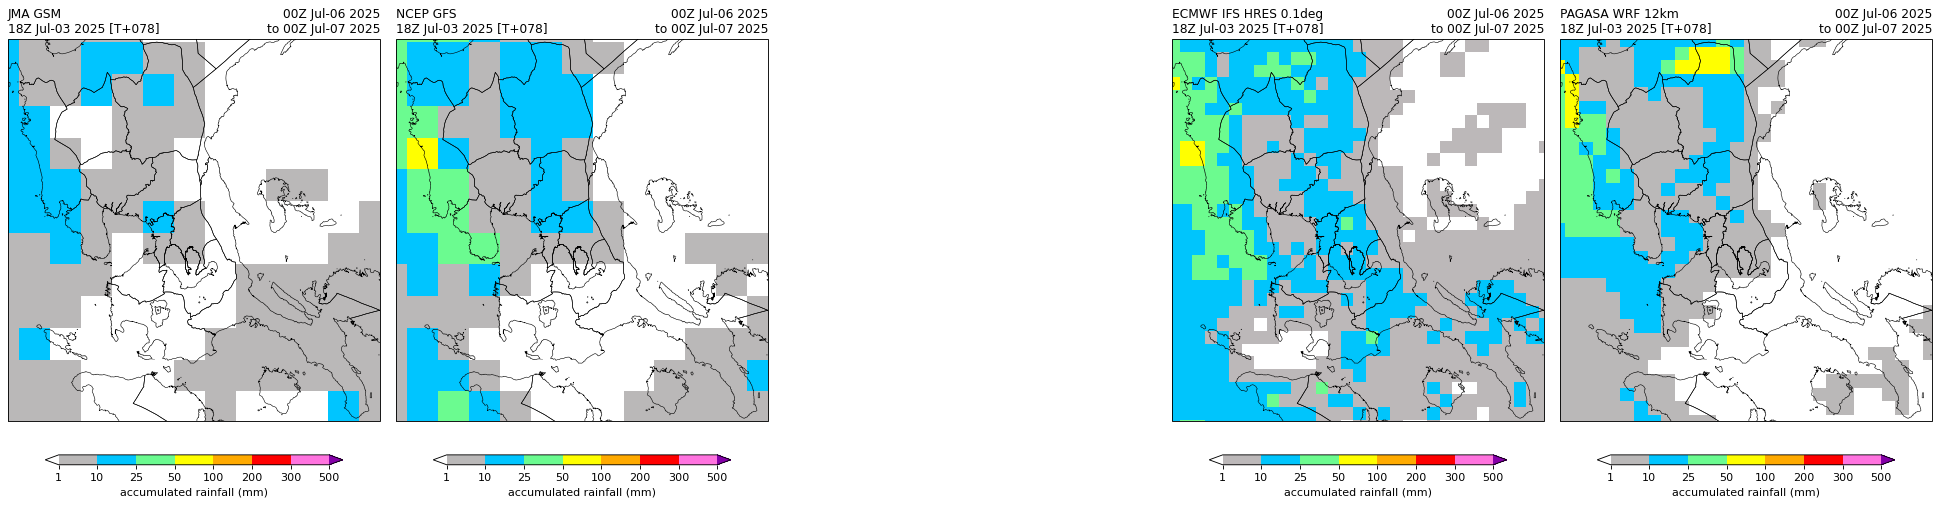 JMA GSM 00Z Jul-06 2025
18Z Jul-03 2025 [T+078] to 00Z Jul-07 2025
1 10 25 50 100 200 300 500
accumulated rainfall (mm)
NCEP GFS 00Z Jul-06 2025
18Z Jul-03 2025 [T+078] to 00Z Jul-07 2025
1 10 25 50 100 200 300 500
accumulated rainfall (mm)
ECMWF IFS HRES 0.1deg 00Z Jul-06 2025
18Z Jul-03 2025 [T+078] to 00Z Jul-07 2025
1 10 25 50 100 200 300 500
accumulated rainfall (mm)
PAGASA WRF 12km 00Z Jul-06 2025
18Z Jul-03 2025 [T+078] to 00Z Jul-07 2025
1 10 25 50 100 200 300 500
accumulated rainfall (mm)